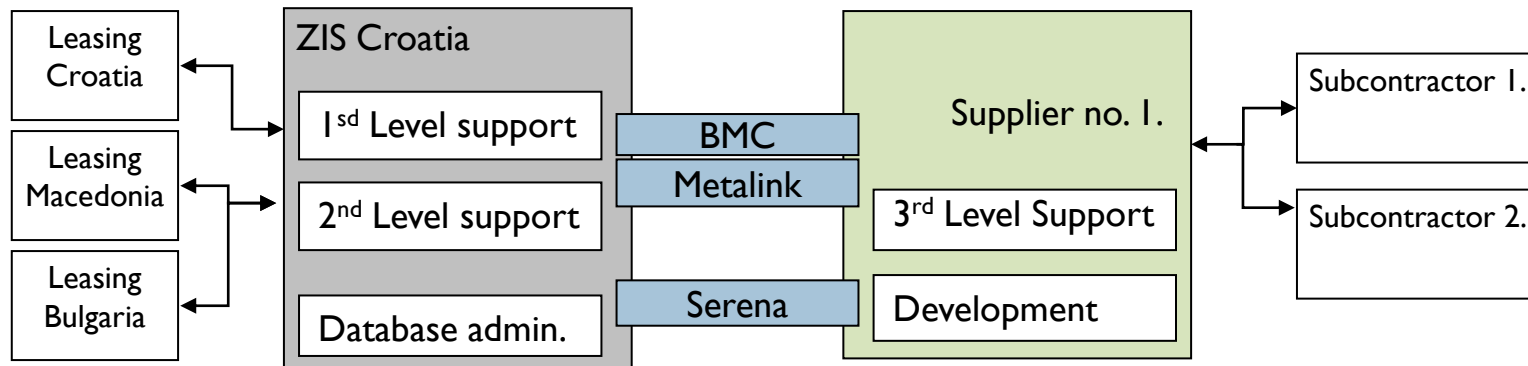 Leasing
Croatia
Leasing
Macedonia
Leasing
Bulgaria
ZIS Croatia
1sd Level support
2nd Level support
Database admin.
BMC
Metalink
Serena
Supplier no. 1.
3rd Level Support
Development
Subcontractor 1.
Subcontractor 2.